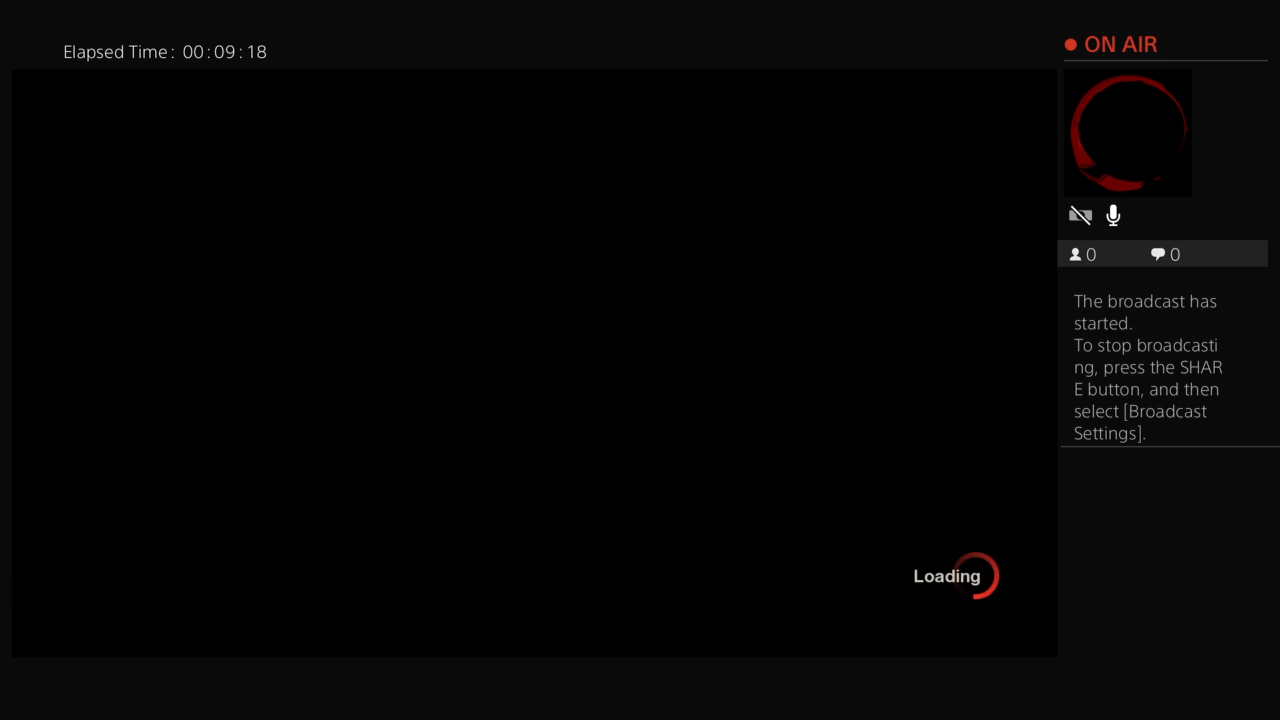 Elapsed Time: 00:09:18
ON AIR
0 0
The broadcast has
started.
To stop broadcasti
ng, press the SHAR
E button, and then
select [Broadcast
Settings].
Loading